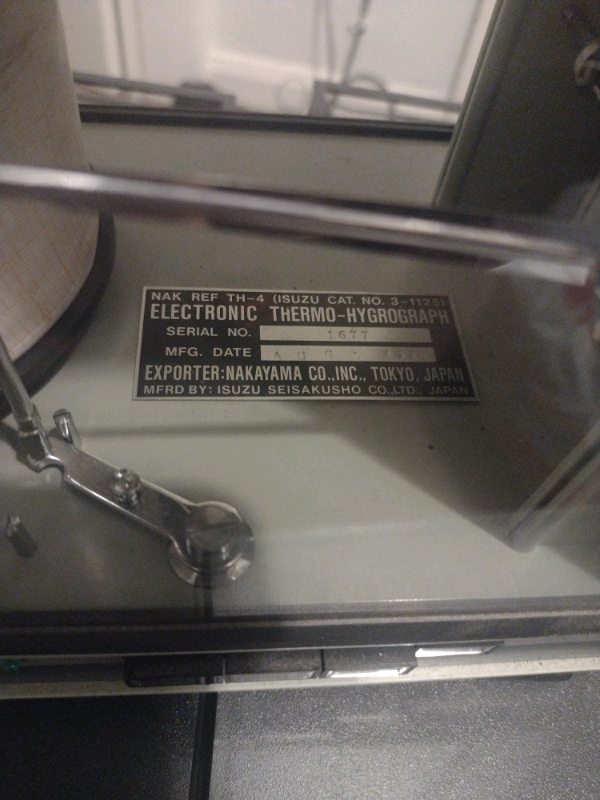 NAK REF TH-4 (ISUZU CAT. NO. 3-1125)
ELECTRONIC THERMO-HYGROGRAPH
SERIAL NO. 1677
MFG. DATE AUG.
EXPORTER: NAKAYAMA CO.,INC., TOKYO, JAPAN
MFRD BY: ISUZU SEISAKUSHO CO.,LTD., JAPAN